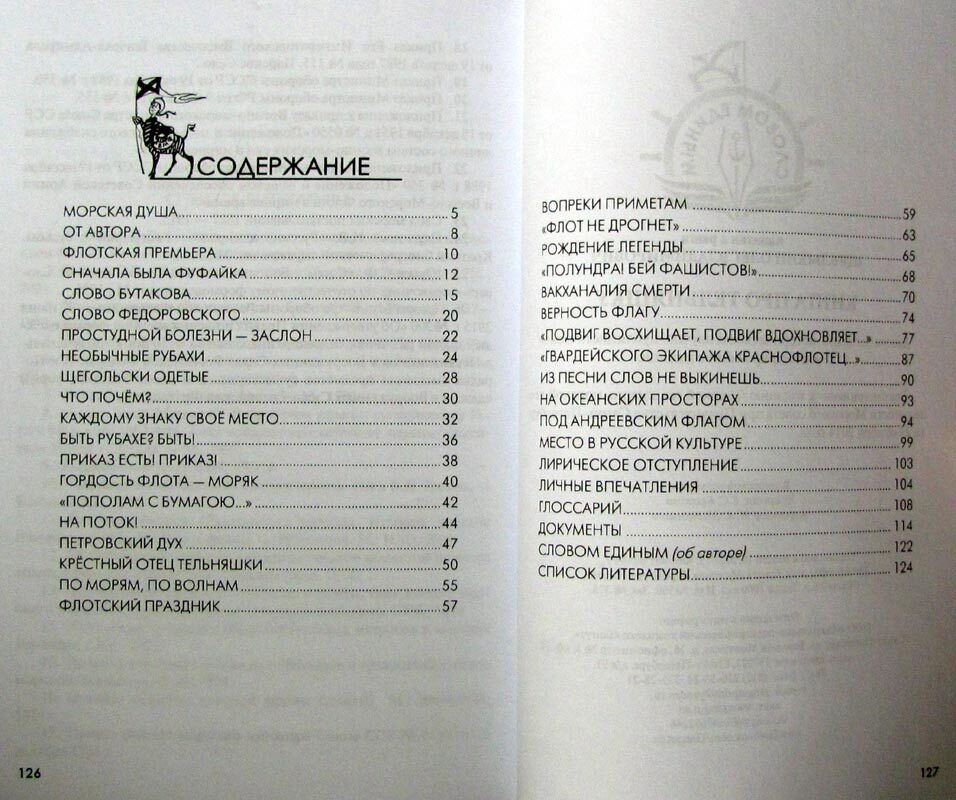 СОДЕРЖАНИЕ
МОРСКАЯ ДУША 5
ОТ АВТОРА 8
ФЛОТСКАЯ ПРЕМЬЕРА 10
СНАЧАЛА БЫЛА ФУФАЙКА 12
СЛОВО БУТАКОВА 15
СЛОВО ФЕДОРОВСКОГО 20
ПРОСТУДНОЙ БОЛЕЗНИ — ЗАСЛОН 22
НЕОБЫЧНЫЕ РУБАХИ 24
ЩЕГОЛЬСКИ ОДЕТЫЕ 28
ЧТО ПОЧЁМ? 30
КАЖДОМУ ЗНАКУ СВОЁ МЕСТО 32
БЫТЬ РУБАХЕ? БЫТЬ! 36
ПРИКАЗ ЕСТЬ! ПРИКАЗ! 38
ГОРДОСТЬ ФЛОТА — МОРЯК 40
«ПОПОЛАМ С БУМАГОЮ...» 42
НА ПОТОК! 44
ПЕТРОВСКИЙ ДУХ 47
КРЁСТНЫЙ ОТЕЦ ТЕЛЬНЯШКИ 50
ПО МОРЯМ, ПО ВОЛНАМ 55
ФЛОТСКИЙ ПРАЗДНИК 57
126
ВОПРЕКИ ПРИМЕТАМ 59
«ФЛОТ НЕ ДРОГНЕТ» 63
РОЖДЕНИЕ ЛЕГЕНДЫ 65
«ПОЛУНДРА! БЕЙ ФАШИСТОВ!» 68
ВАКХАНАЛИЯ СМЕРТИ 70
ВЕРНОСТЬ ФЛАГУ 74
«ПОДВИГ ВОСХИЩАЕТ, ПОДВИГ ВДОХНОВЛЯЕТ...» 77
«ГВАРДЕЙСКОГО ЭКИПАЖА КРАСНОФЛОТЕЦ...» 87
ИЗ ПЕСНИ СЛОВ НЕ ВЫКИНЕШЬ 90
НА ОКЕАНСКИХ ПРОСТОРАХ 93
ПОД АНДРЕЕВСКИМ ФЛАГОМ 94
МЕСТО В РУССКОЙ КУЛЬТУРЕ 99
ЛИРИЧЕСКОЕ ОТСТУПЛЕНИЕ 103
ЛИЧНЫЕ ВПЕЧАТЛЕНИЯ 104
ГЛОССАРИЙ 108
ДОКУМЕНТЫ 114
СЛОВОМ ЕДИНЫМ (об авторе) 122
СПИСОК ЛИТЕРАТУРЫ 124
127